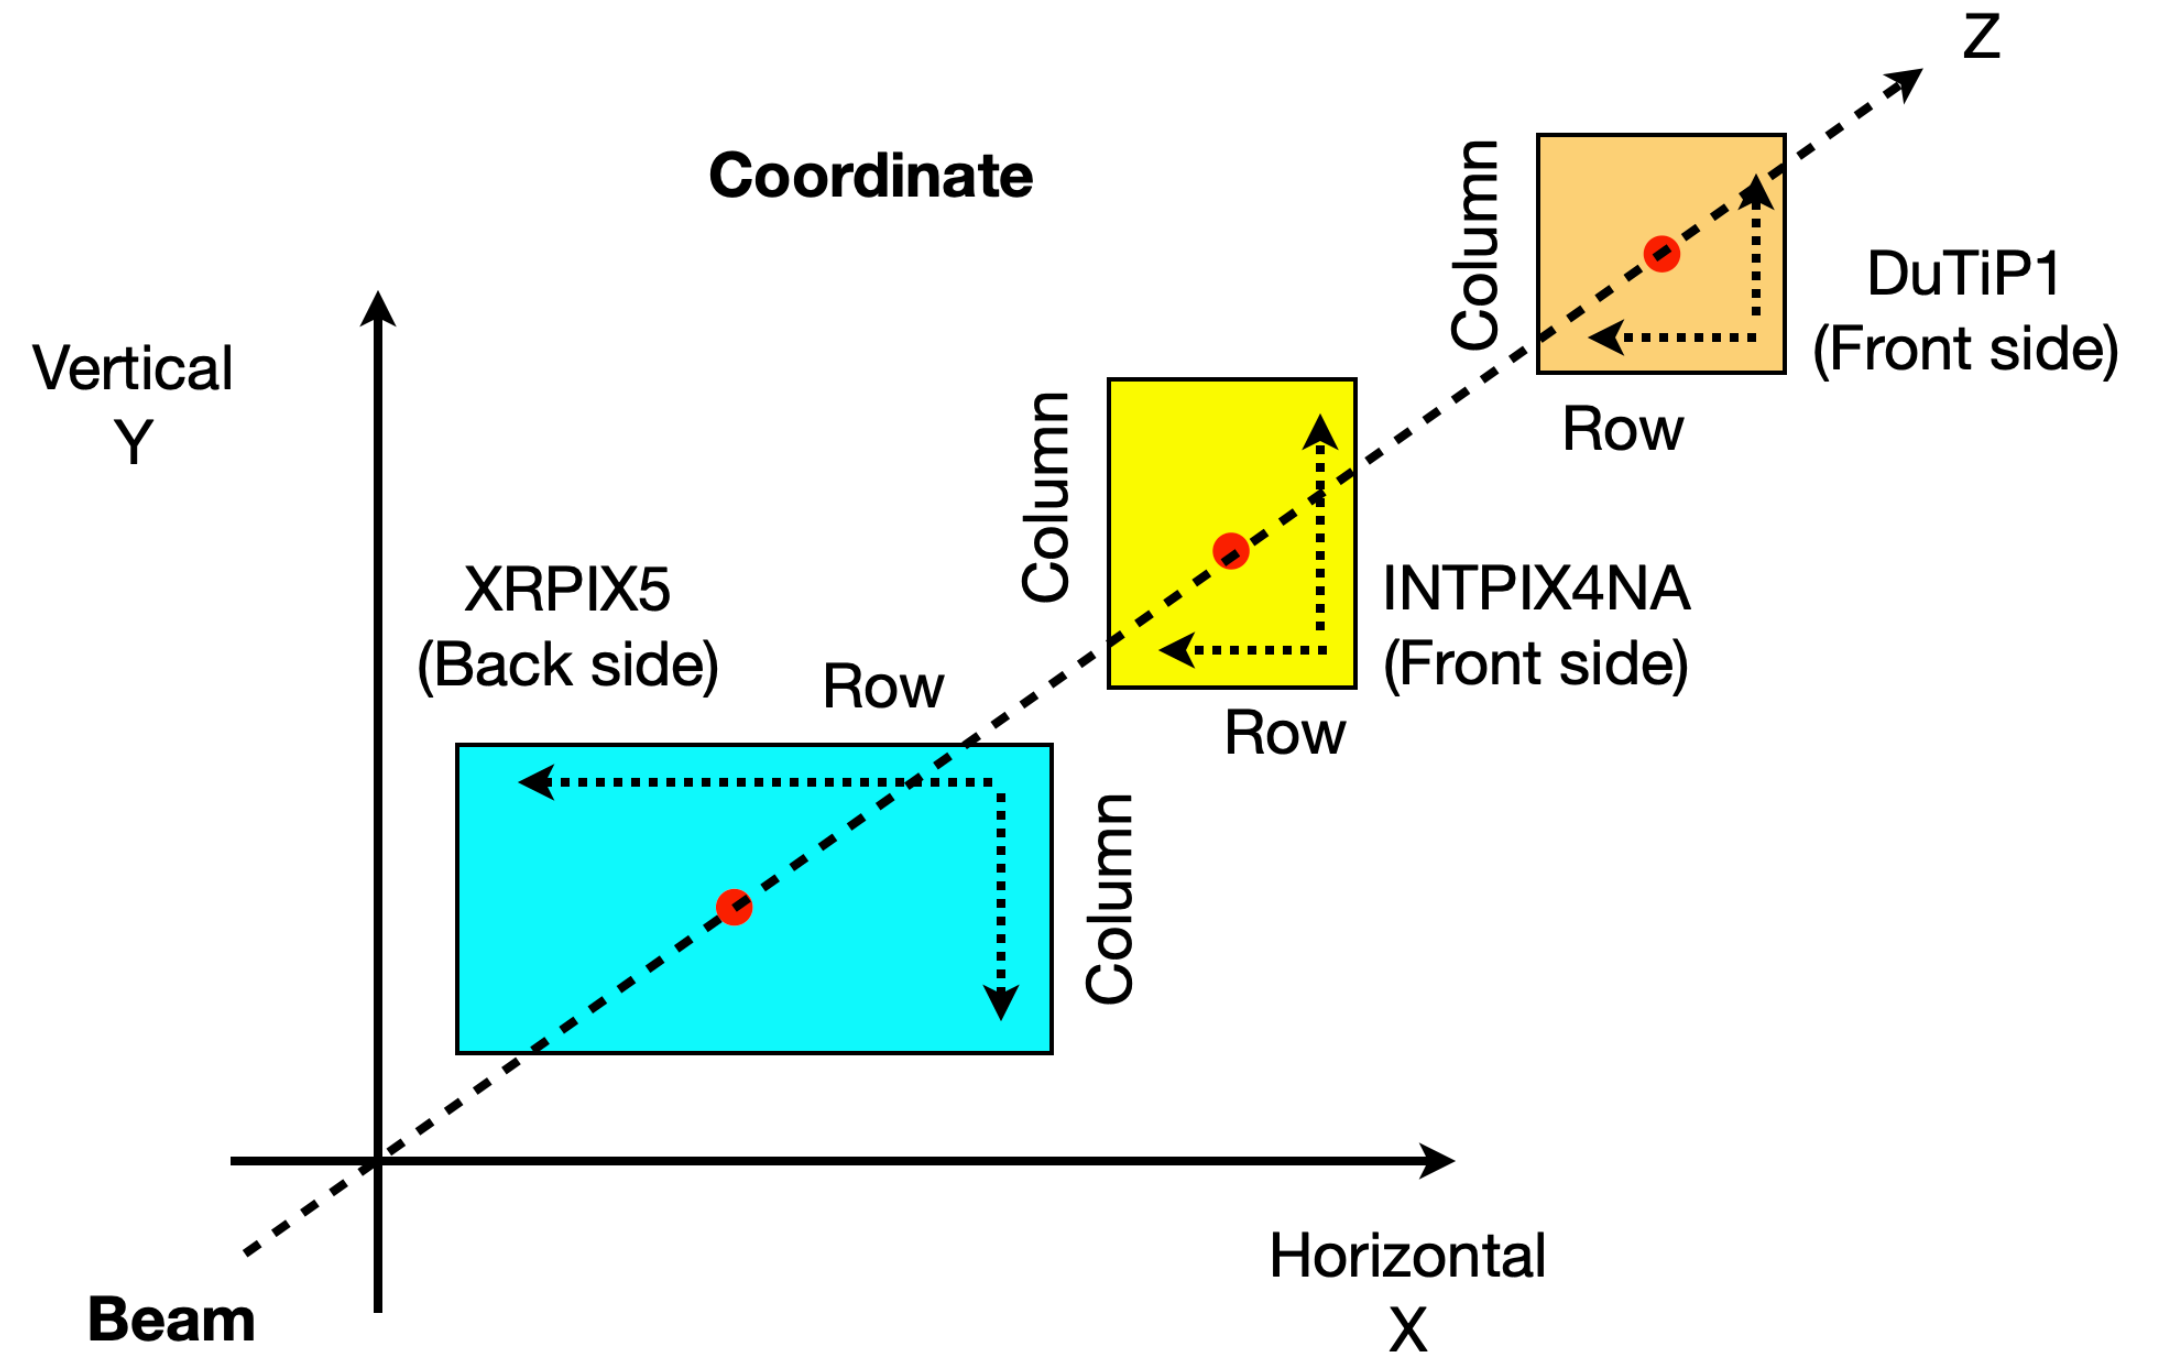 Z
Coordinate
Column
DuTiP1
(Front side)
Row
Vertical
Y
Column
INTPIX4NA
(Front side)
Row
XRPIX5
(Back side)
Row
Column
Horizontal
X
Beam